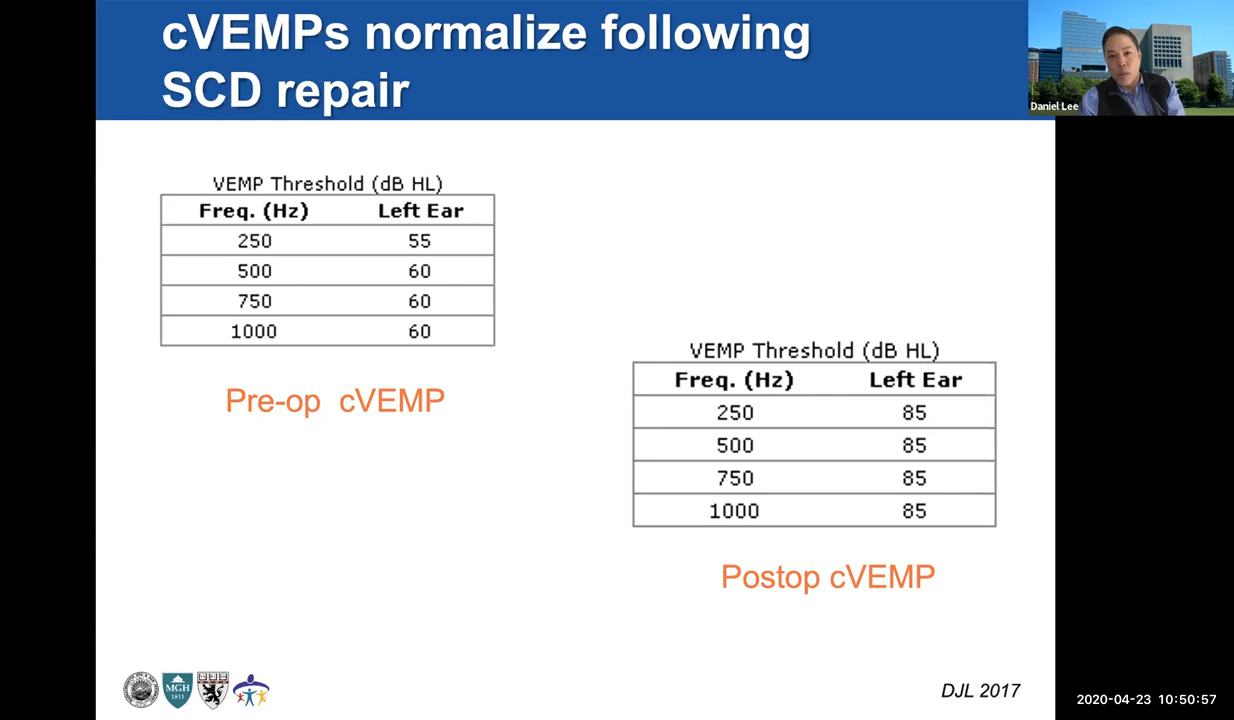 cVEMPs normalize following
SCD repair
Daniel Lee
VEMP Threshold (dB HL)
Freq. (Hz) Left Ear
250 55
500 60
750 60
1000 60
Pre-op cVEMP
VEMP Threshold (dB HL)
Freq. (Hz) Left Ear
250 85
500 85
750 85
1000 85
Postop cVEMP
MGH
1811
DJL 2017
2020-04-23 10:50:57